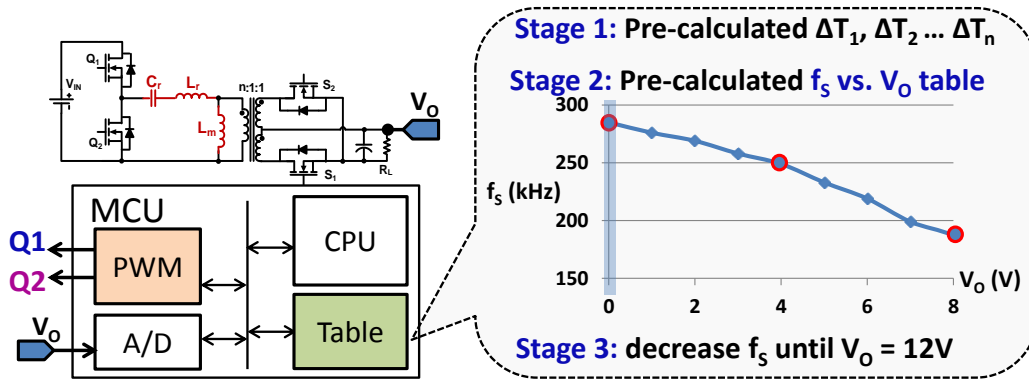 Q1
Q2
VIN
Cr
Lr
Lm
n:1:1
S2
S1
RL
VO
MCU
Q1
Q2
PWM
CPU
VO
A/D
Table
Stage 1: Pre-calculated ΔT1, ΔT2 ... ΔTn
Stage 2: Pre-calculated fS vs. VO table
300
250
200
150
fS (kHz)
0
2
4
6
8
VO (V)
Stage 3: decrease fS until VO = 12V